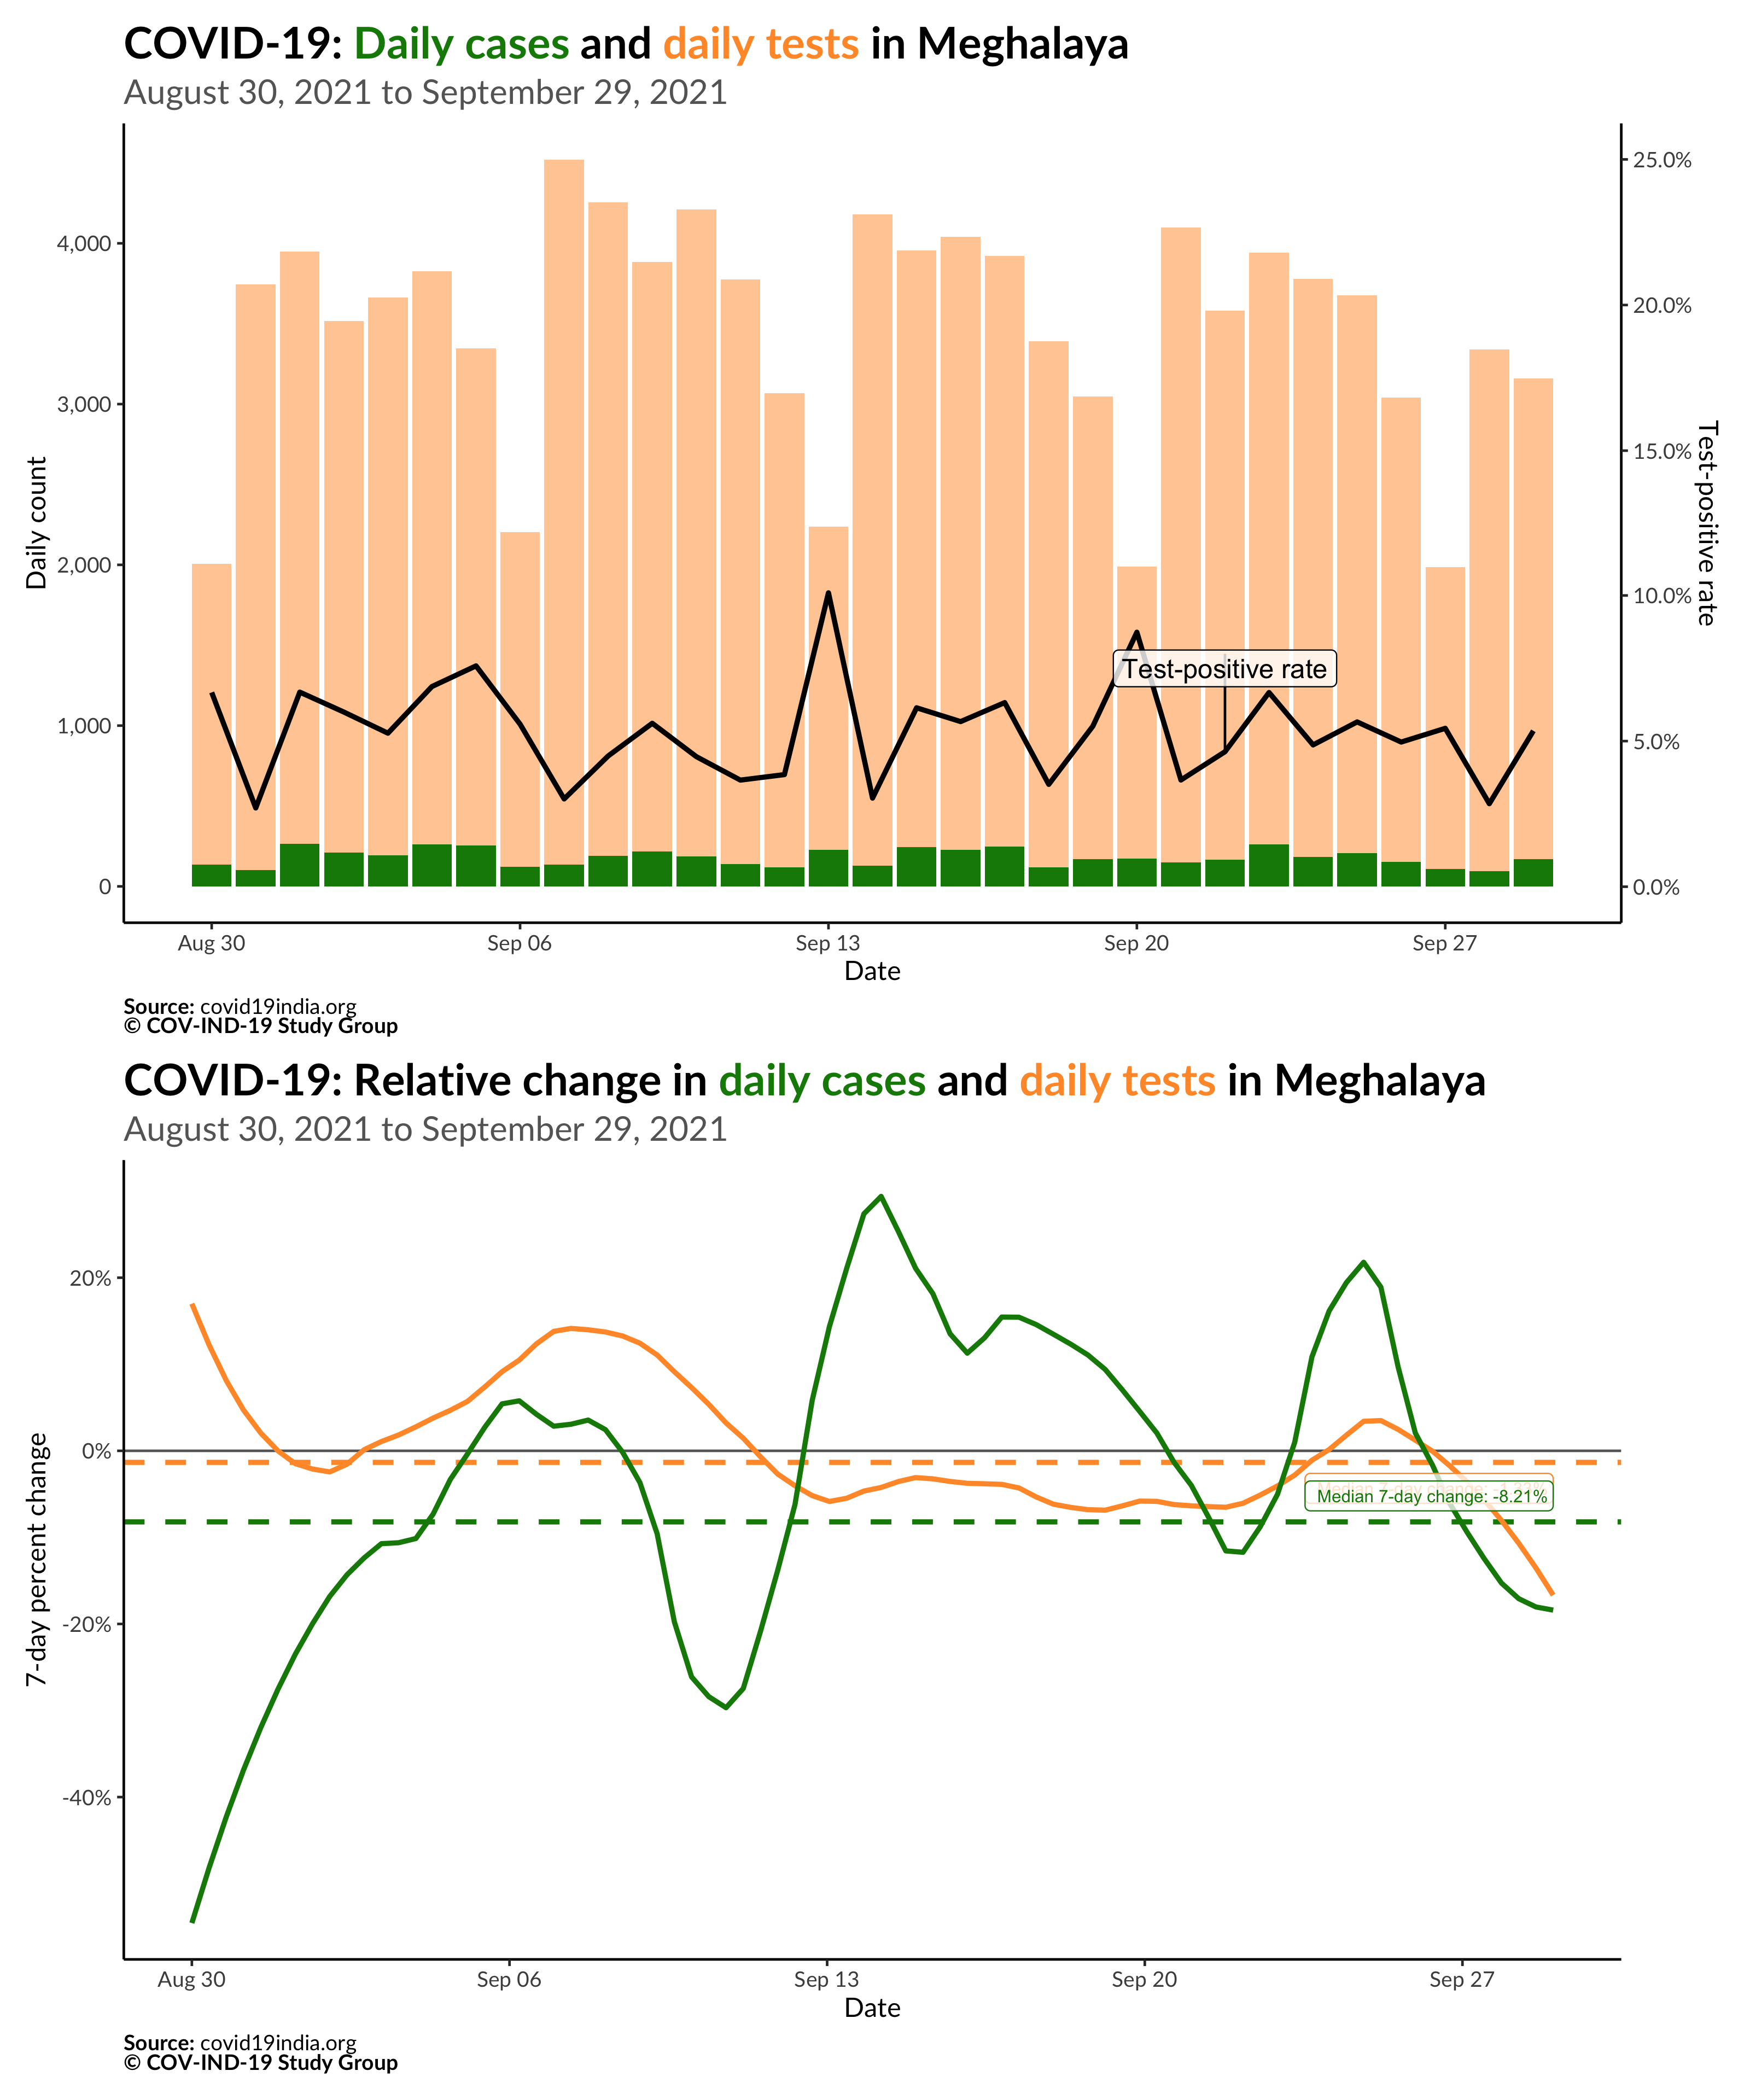 COVID-19: Daily cases and daily tests in Meghalaya
August 30, 2021 to September 29, 2021
Daily count
4,000
3,000
2,000
1,000
0
25.0%
20.0%
15.0%
10.0%
5.0%
0.0%
Test-positive rate
Test-positive rate
Aug 30
Sep 06
Sep 13
Sep 20
Sep 27
Date
Source: covid19india.org
© COV-IND-19 Study Group
COVID-19: Relative change in daily cases and daily tests in Meghalaya
August 30, 2021 to September 29, 2021
7-day percent change
20%
0%
-20%
-40%
Median 7-day change: -8.21%
Aug 30
Sep 06
Sep 13
Sep 20
Sep 27
Date
Source: covid19india.org
© COV-IND-19 Study Group